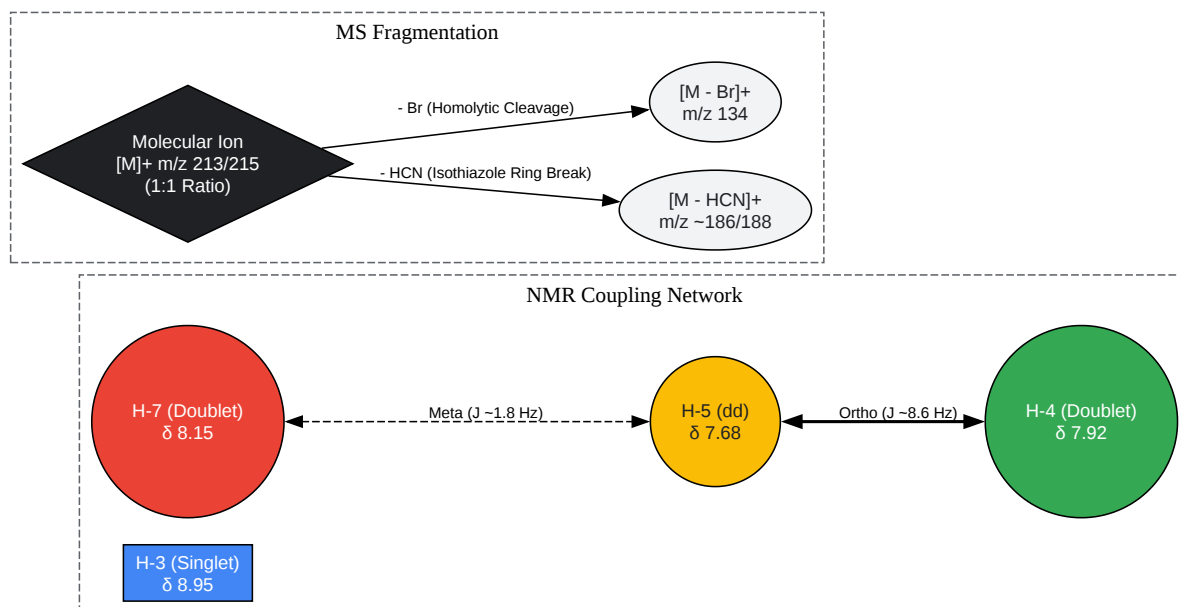 MS Fragmentation
Molecular Ion
[M]+ m/z 213/215
(1:1 Ratio)
- Br (Homolytic Cleavage)
[M - Br]+
m/z 134
- HCN (Isothiazole Ring Break)
[M - HCN]+
m/z ~186/188
NMR Coupling Network
H-7 (Doublet)
δ 8.15
Meta (J ~1.8 Hz)
H-5 (dd)
δ 7.68
Ortho (J ~8.6 Hz)
H-4 (Doublet)
δ 7.92
H-3 (Singlet)
δ 8.95